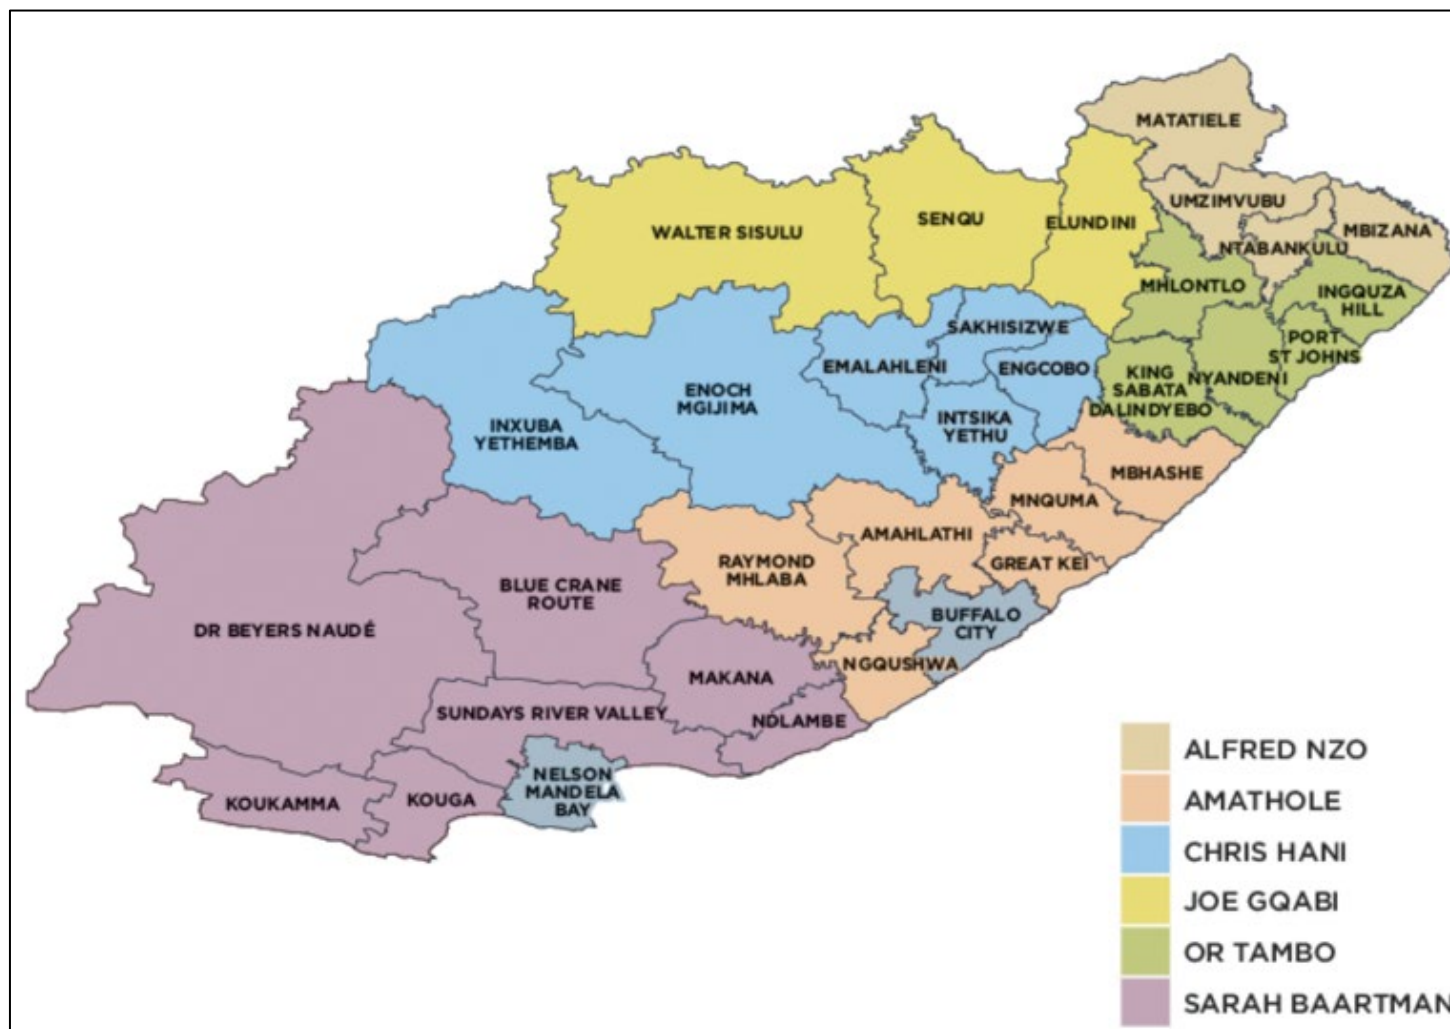 MATATIELE
UMZIMVUBU
MBIZANA
NTABANKULU
WALTER SISULU
SENQU
ELUNDINI
MHLONTLO
INGQUZA
HILL
PORT
ST JOHNS
NYANDENI
KING
SABATA
DALINDYEBO
SAKHISIZWE
EMALAHLENI
ENGCOBO
ENOCH
MGIJIMA
INTSIKA
YETHU
INXUBA
YETHEMBA
MBHASHE
MNQUMA
AMAHLATHI
GREAT KEI
RAYMOND
MHLABA
BLUE CRANE
ROUTE
BUFFALO
CITY
DR BEYERS NAUDÉ
NGQUSHWA
MAKANA
SUNDAYS RIVER VALLEY
NDLAMBE
NELSON
MANDELA
BAY
KOUKAMMA
KOUGA
ALFRED NZO
AMATHOLE
CHRIS HANI
JOE GQABI
OR TAMBO
SARAH BAARTMAN